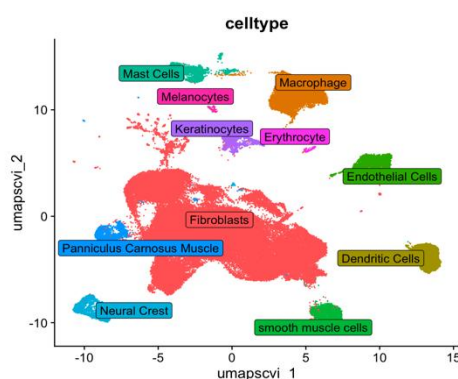 celltype
Mast Cells
Macrophage
Melanocytes
Keratinocytes
Erythrocyte
Endothelial Cells
Fibroblasts
Panniculus Carnosus Muscle
Dendritic Cells
Neural Crest
smooth muscle cells
umapscvi_2
10
0
-10
-10
-5
0
5
10
15
umapscvi_1